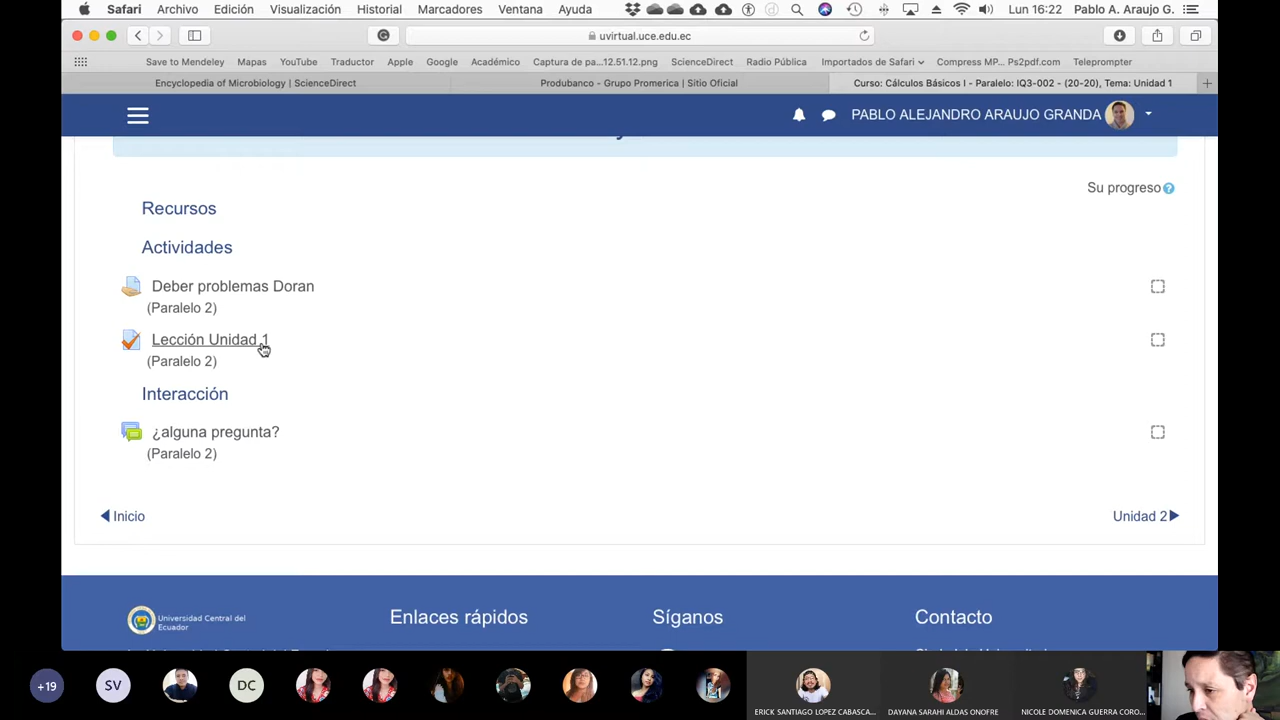 Safari Archivo Edición Visualización Historial Marcadores Ventana Ayuda Lun 16:22 Pablo A. Araujo G.
uvirtual.uce.edu.ec
Save to Mendeley Mapas YouTube Traductor Apple Google Académico Captura de pa...12.51.12.png ScienceDirect Radio Pública Importados de Safari Compress MP... Ps2pdf.com Teleprompter
Encyclopedia of Microbiology | ScienceDirect Produbanco - Grupo Promerica | Sitio Oficial Curso: Cálculos Básicos I - Paralelo: IQ3-002 - (20-20), Tema: Unidad 1
PABLO ALEJANDRO ARAUJO GRANDA
Su progreso
Recursos
Actividades
Deber problemas Doran
(Paralelo 2)
Lección Unidad 1
(Paralelo 2)
Interacción
¿alguna pregunta?
(Paralelo 2)
Inicio Unidad 2
Universidad Central del
Ecuador
Enlaces rápidos Síganos Contacto
+19 SV DC
ERICK SANTIAGO LOPEZ CABASCA... DAYANA SARAHI ALDAS ONOFRE NICOLE DOMENICA GUERRA CORO...